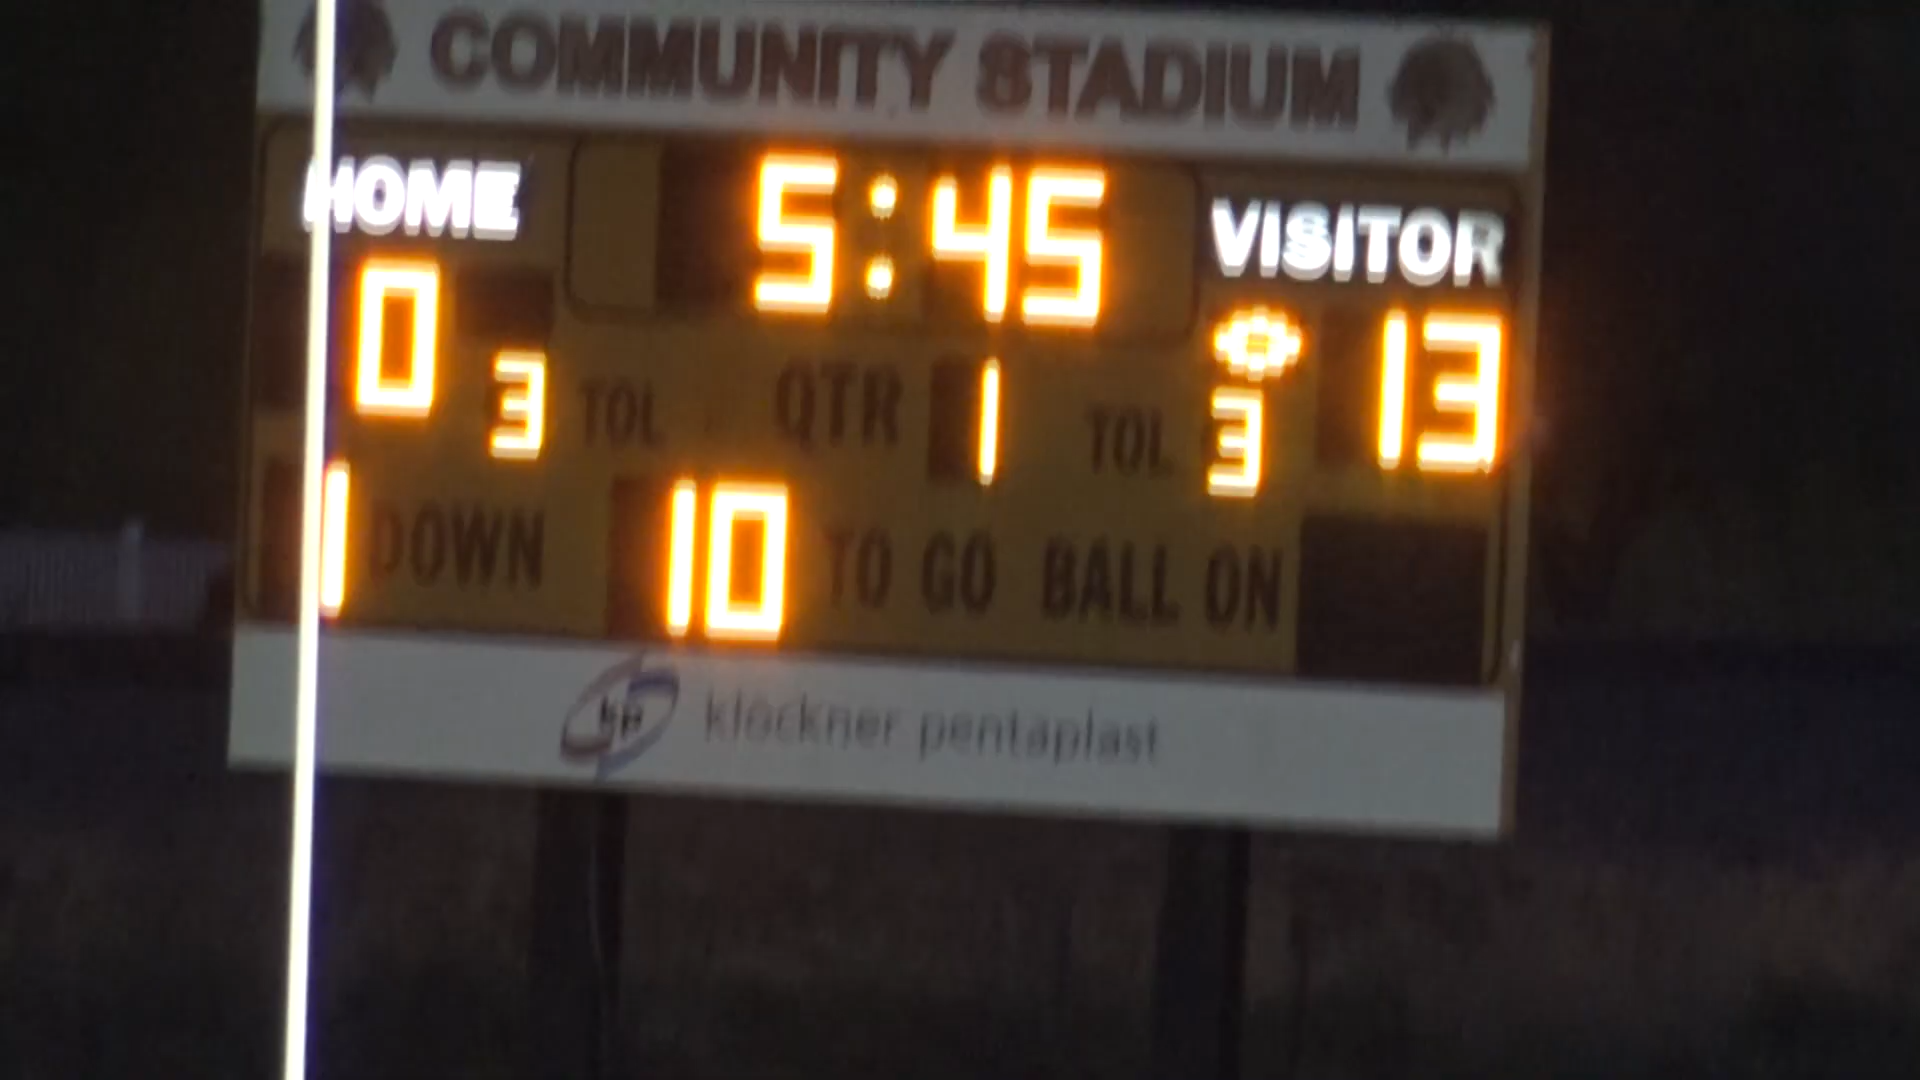 COMMUNITY STADIUM
HOME 5:45 VISITOR
0 13
3 TOL QTR 1 TOL 3
1 DOWN 10 TO GO BALL ON
kp klöckner pentaplast